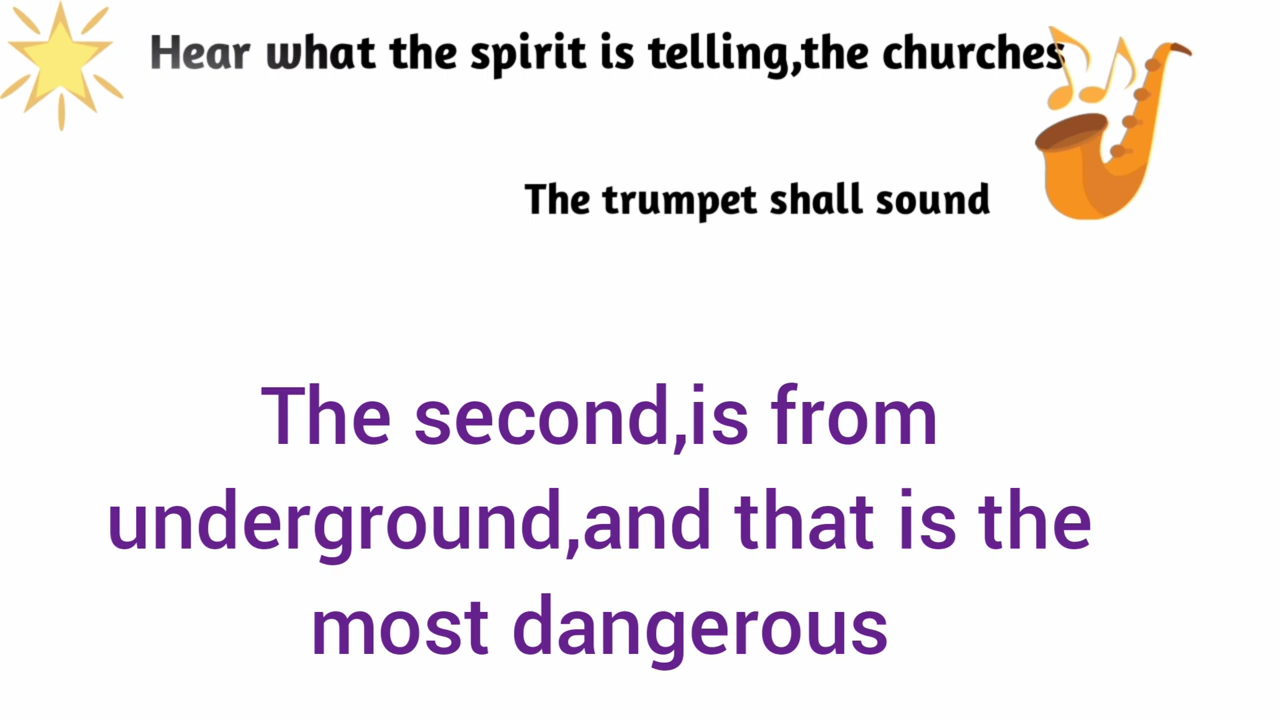 Hear what the spirit is telling,the churches
The trumpet shall sound
The second,is from
underground,and that is the
most dangerous